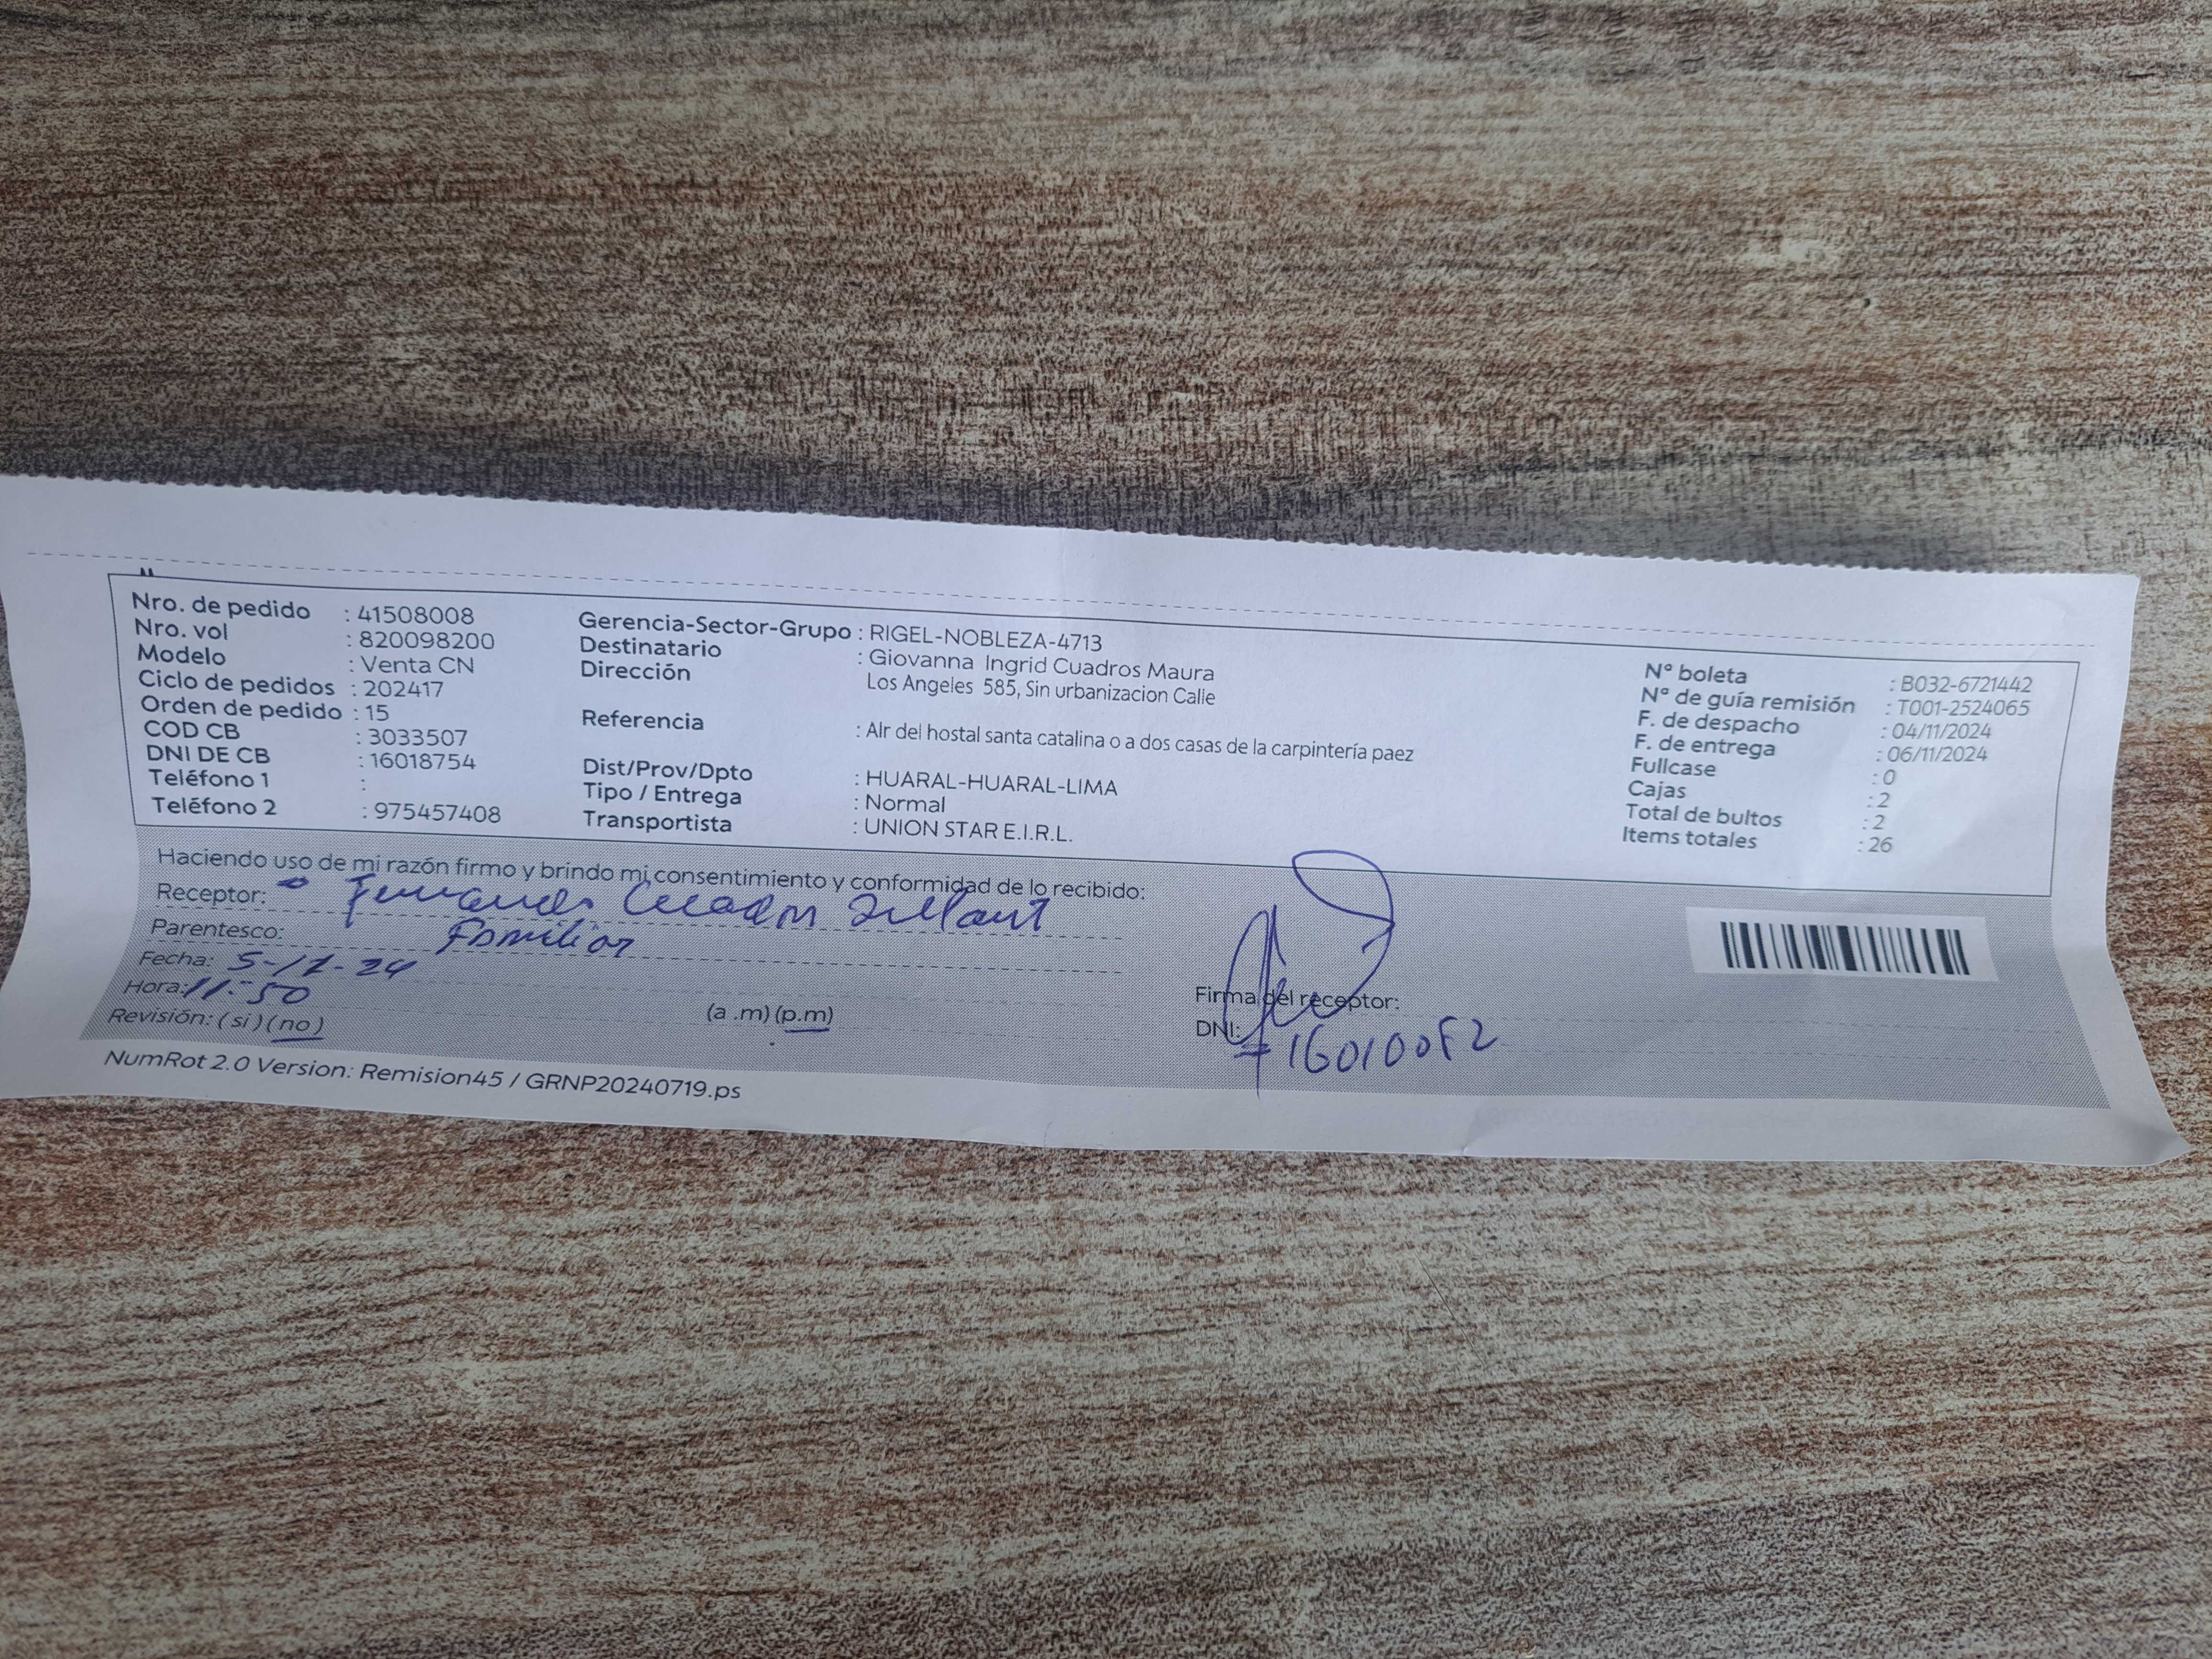 Nro. de pedido : 41508008
Nro. vol : 820098200
Modelo : Venta CN
Ciclo de pedidos : 202417
Orden de pedido : 15
COD CB : 3033507
DNI DE CB : 16018754
Teléfono 1 :
Teléfono 2 : 975457408
Gerencia-Sector-Grupo : RIGEL-NOBLEZA-4713
Destinatario : Giovanna Ingrid Cuadros Maura
Dirección Los Angeles 585, Sin urbanizacion Calle
Referencia : Alr del hostal santa catalina o a dos casas de la carpintería paez
Dist/Prov/Dpto : HUARAL-HUARAL-LIMA
Tipo / Entrega : Normal
Transportista : UNION STAR E.I.R.L.
N° boleta : B032-6721442
N° de guía remisión : T001-2524065
F. de despacho : 04/11/2024
F. de entrega : 06/11/2024
Fullcase : 0
Cajas : 2
Total de bultos : 2
Items totales : 26
Haciendo uso de mi razón firmo y brindo mi consentimiento y conformidad de lo recibido:
Receptor:
Parentesco: Familiar
Fecha:
Hora: 11:50 (a .m) (p.m)
Revisión: ( si ) ( no )
Firma del receptor:
DNI:
NumRot 2.0 Version: Remision45 / GRNP20240719.ps